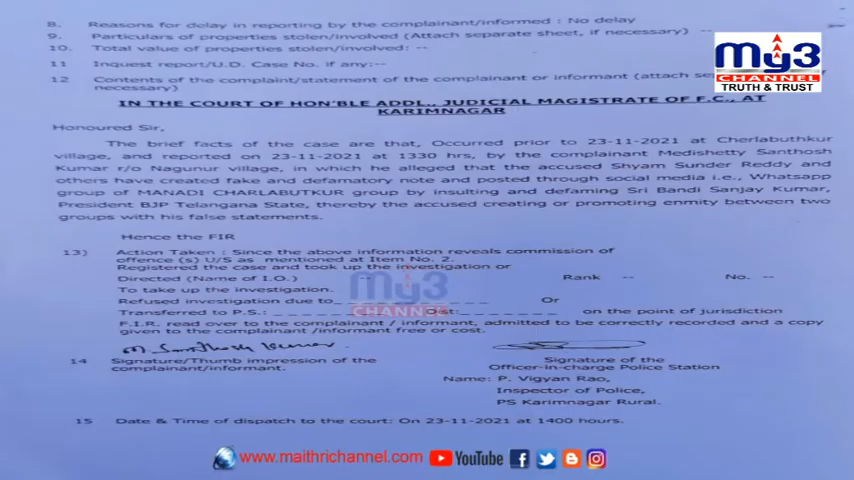 8. Reasons for delay in reporting by the complainant/informed : No delay
9. Particulars of properties stolen/involved (Attach separate sheet, if necessary) --
10. Total value of properties stolen/involved: --
11 Inquest report/U.D. Case No. if any:--
12 Contents of the complaint/statement of the complainant or informant (attach
necessary)
my3
CHANNEL
TRUTH & TRUST
IN THE COURT OF HON'BLE ADDL., JUDICIAL MAGISTRATE OF F.C., AT
KARIMNAGAR
Honoured Sir,
The brief facts of the case are that, Occurred prior to 23-11-2021 at Cherlabuthkur
village, and reported on 23-11-2021 at 1330 hrs, by the complainant Medishetty Santhosh
Kumar r/o Nagunur village, in which he alleged that the accused Shyam Sunder Reddy and
others have created fake and defamatory note and posted through social media i.e., Whatsapp
group of MANADI CHARLABUTKUR group by insulting and defaming Sri Bandi Sanjay Kumar,
President BJP Telangana State, thereby the accused creating or promoting enmity between two
groups with his false statements.
Hence the FIR
13) Action Taken : Since the above information reveals commission of
offence (s) U/S as mentioned at Item No. 2.
Registered the case and took up the investigation or
Directed (Name of I.O.) -- Rank -- No. --
To take up the investigation.
my3
CHANNEL
Refused investigation due to_ _ _ _ _ _ _ _ _ _ Or
Transferred to P.S.: _ _ _ _ _ _ _ _ Dist: _ _ _ _ _ _ _ on the point of jurisdiction
F.I.R. read over to the complainant / informant, admitted to be correctly recorded and a copy
given to the complainant /informant free or cost.
M. Santhosh Kumar
14 Signature/Thumb impression of the
complainant/informant.
Signature of the
Officer-in-charge Police Station
Name: P. Vigyan Rao,
Inspector of Police,
PS Karimnagar Rural.
15 Date & Time of dispatch to the court: On 23-11-2021 at 1400 hours.
www.maithrichannel.com YouTube